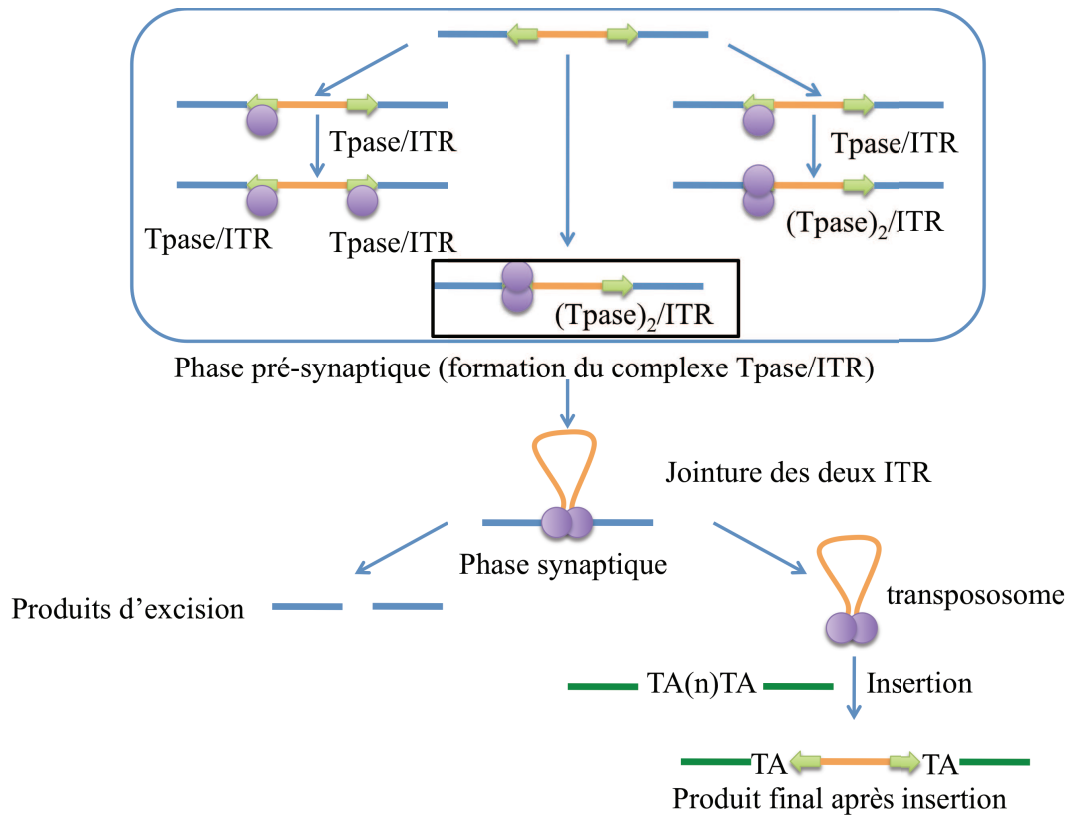 Tpase/ITR
Tpase/ITR
Tpase/ITR
Tpase/ITR
(Tpase)₂/ITR
(Tpase)₂/ITR
Phase pré-synaptique (formation du complexe Tpase/ITR)
Jointure des deux ITR
Phase synaptique
Produits d’excision
transpososome
TA(n)TA
Insertion
TA TA
Produit final après insertion